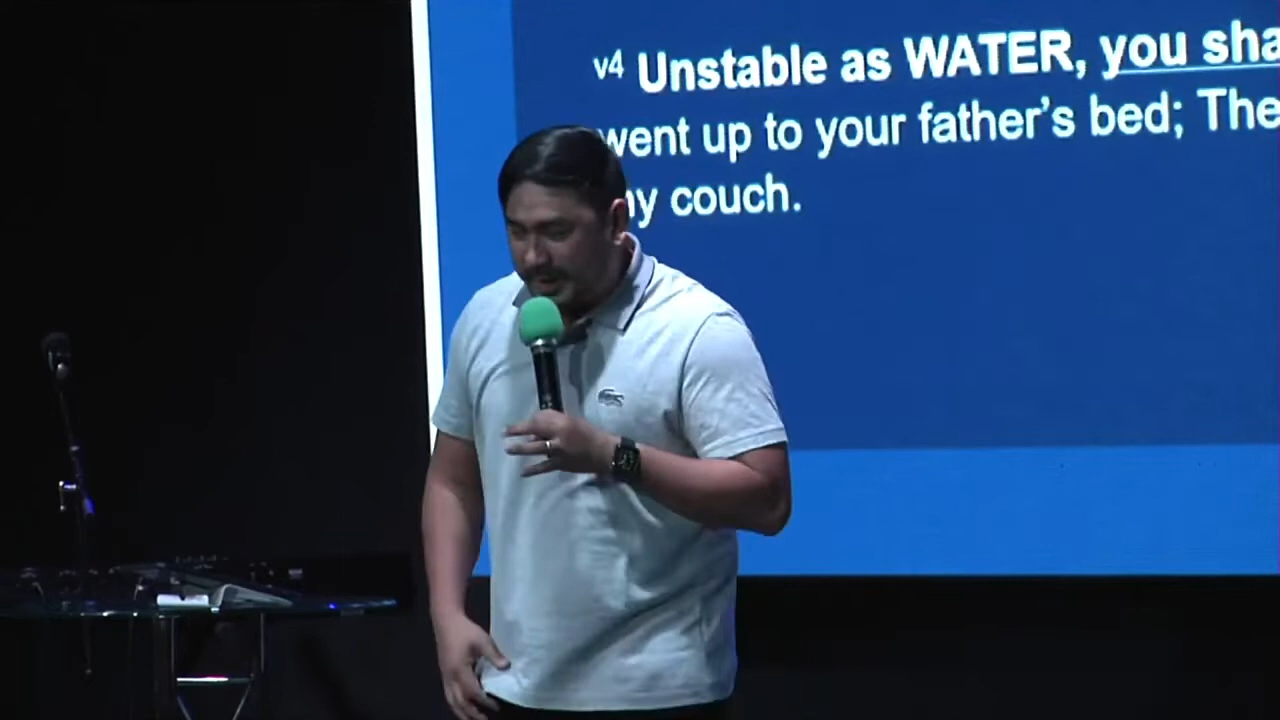 v4 Unstable as WATER, you sha
went up to your father's bed; The
couch.